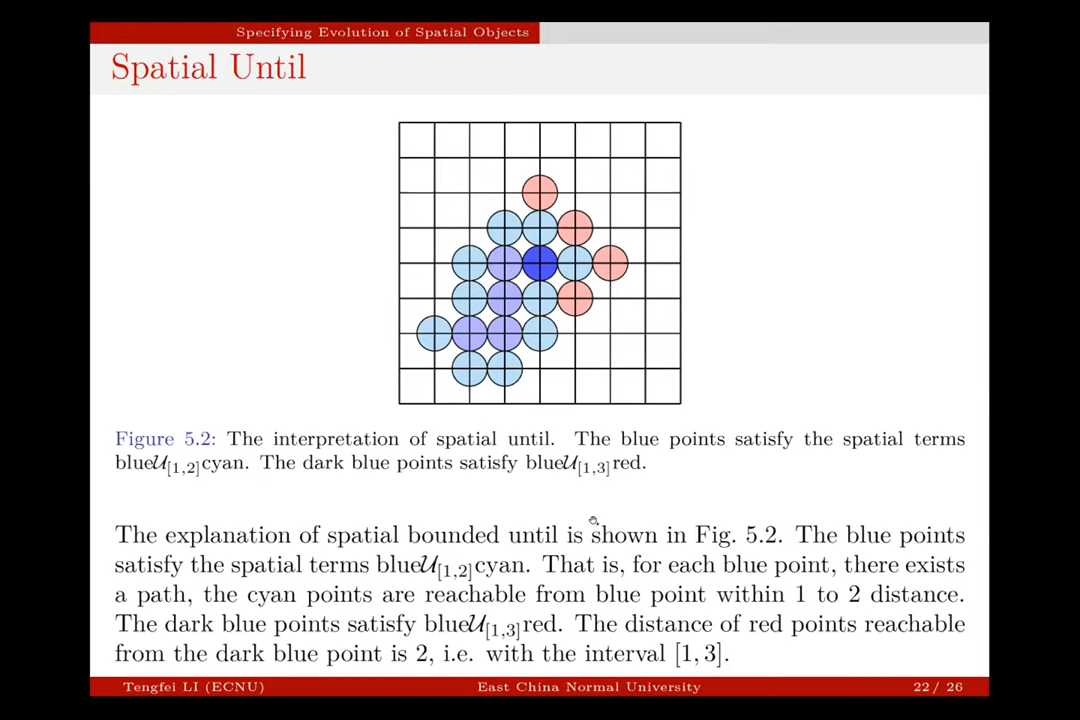 Specifying Evolution of Spatial Objects
Spatial Until
Figure 5.2: The interpretation of spatial until. The blue points satisfy the spatial terms
blue𝒰[1,2]cyan. The dark blue points satisfy blue𝒰[1,3]red.
The explanation of spatial bounded until is shown in Fig. 5.2. The blue points
satisfy the spatial terms blue𝒰[1,2]cyan. That is, for each blue point, there exists
a path, the cyan points are reachable from blue point within 1 to 2 distance.
The dark blue points satisfy blue𝒰[1,3]red. The distance of red points reachable
from the dark blue point is 2, i.e. with the interval [1, 3].
Tengfei LI (ECNU) East China Normal University 22 / 26